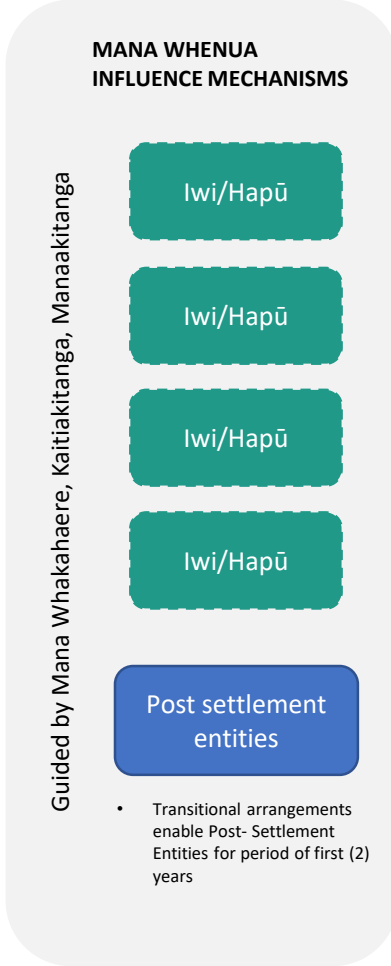 MANA WHENUA
INFLUENCE MECHANISMS
Guided by Mana Whakahaere, Kaitiakitanga, Manaakitanga
Iwi/Hapū
Iwi/Hapū
Iwi/Hapū
Iwi/Hapū
Post settlement
entities
• Transitional arrangements
enable Post- Settlement
Entities for period of first (2)
years